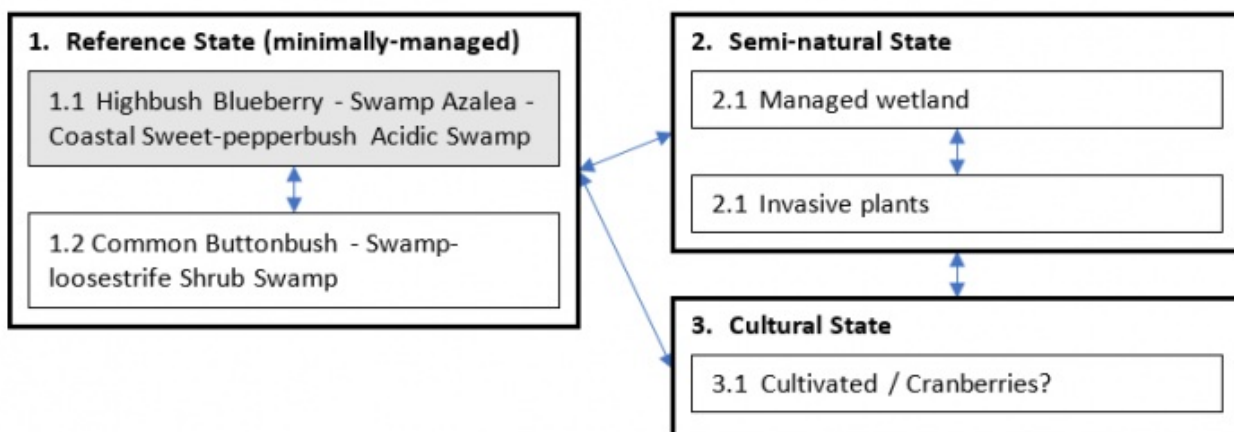 1. Reference State (minimally-managed)
1.1 Highbush Blueberry - Swamp Azalea -
Coastal Sweet-pepperbush Acidic Swamp
1.2 Common Buttonbush - Swamp-
loosestrife Shrub Swamp
2. Semi-natural State
2.1 Managed wetland
2.1 Invasive plants
3. Cultural State
3.1 Cultivated / Cranberries?